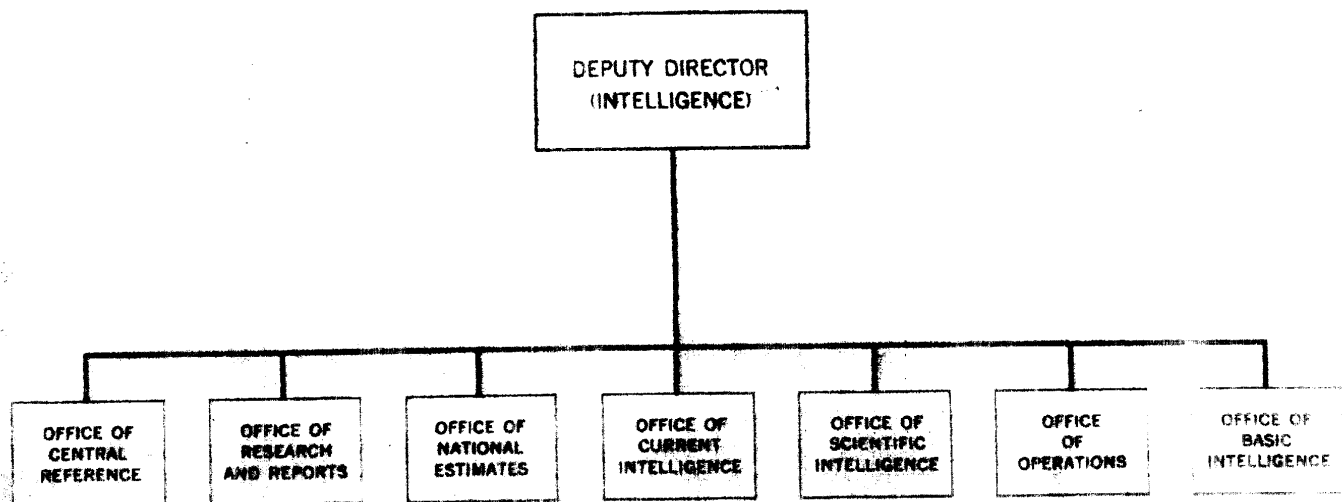 DEPUTY DIRECTOR
(INTELLIGENCE)
OFFICE OF
CENTRAL
REFERENCE
OFFICE OF
RESEARCH
AND REPORTS
OFFICE OF
NATIONAL
ESTIMATES
OFFICE OF
CURRENT
INTELLIGENCE
OFFICE OF
SCIENTIFIC
INTELLIGENCE
OFFICE
OF
OPERATIONS
OFFICE OF
BASIC
INTELLIGENCE